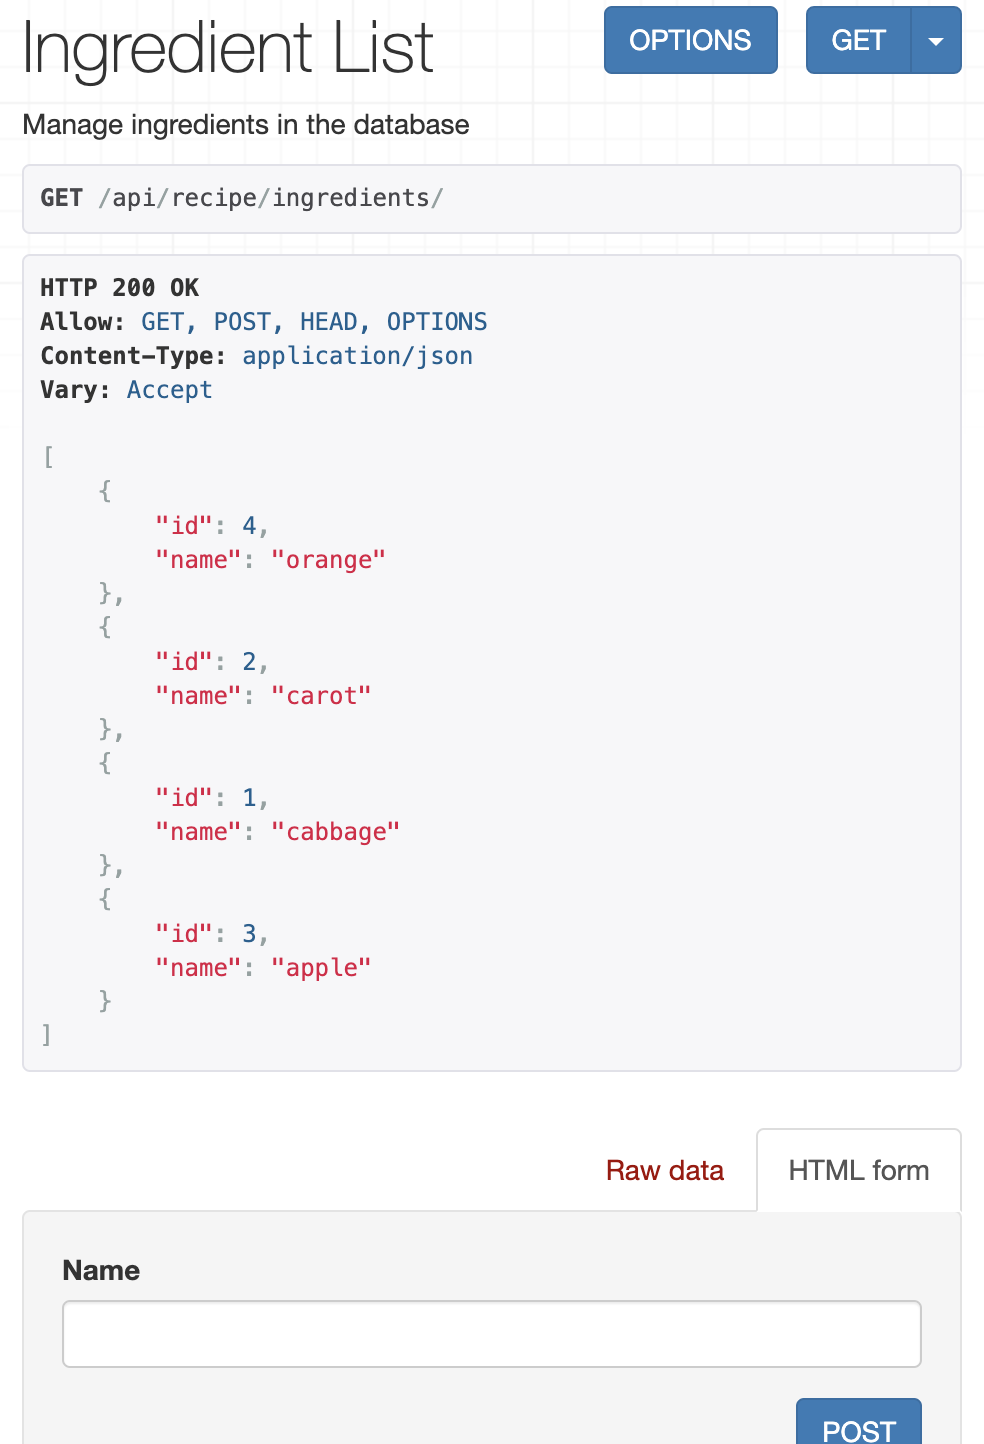 Ingredient List
OPTIONS
GET
Manage ingredients in the database
GET /api/recipe/ingredients/
HTTP 200 OK
Allow: GET, POST, HEAD, OPTIONS
Content-Type: application/json
Vary: Accept
[
    {
        "id": 4,
        "name": "orange"
    },
    {
        "id": 2,
        "name": "carot"
    },
    {
        "id": 1,
        "name": "cabbage"
    },
    {
        "id": 3,
        "name": "apple"
    }
]
Raw data
HTML form
Name
POST